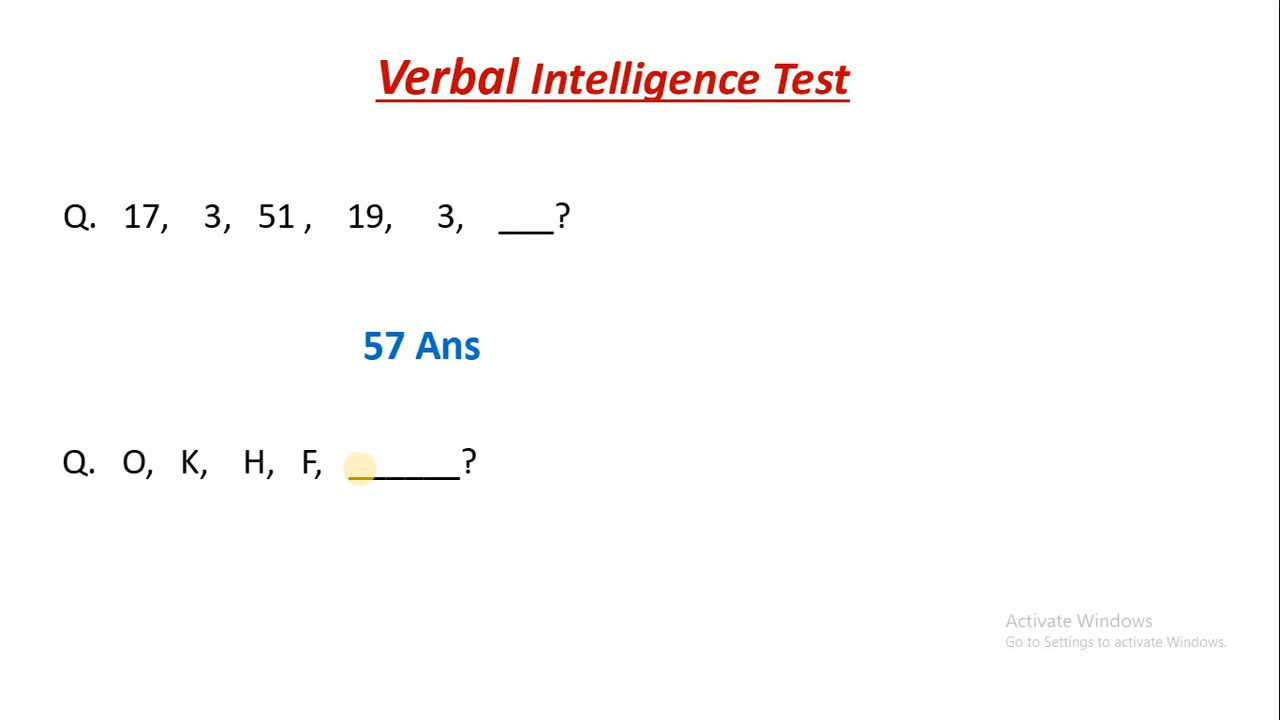 Verbal Intelligence Test
Q. 17, 3, 51 , 19, 3, ___?
57 Ans
Q. O, K, H, F, ______?
Activate Windows
Go to Settings to activate Windows.